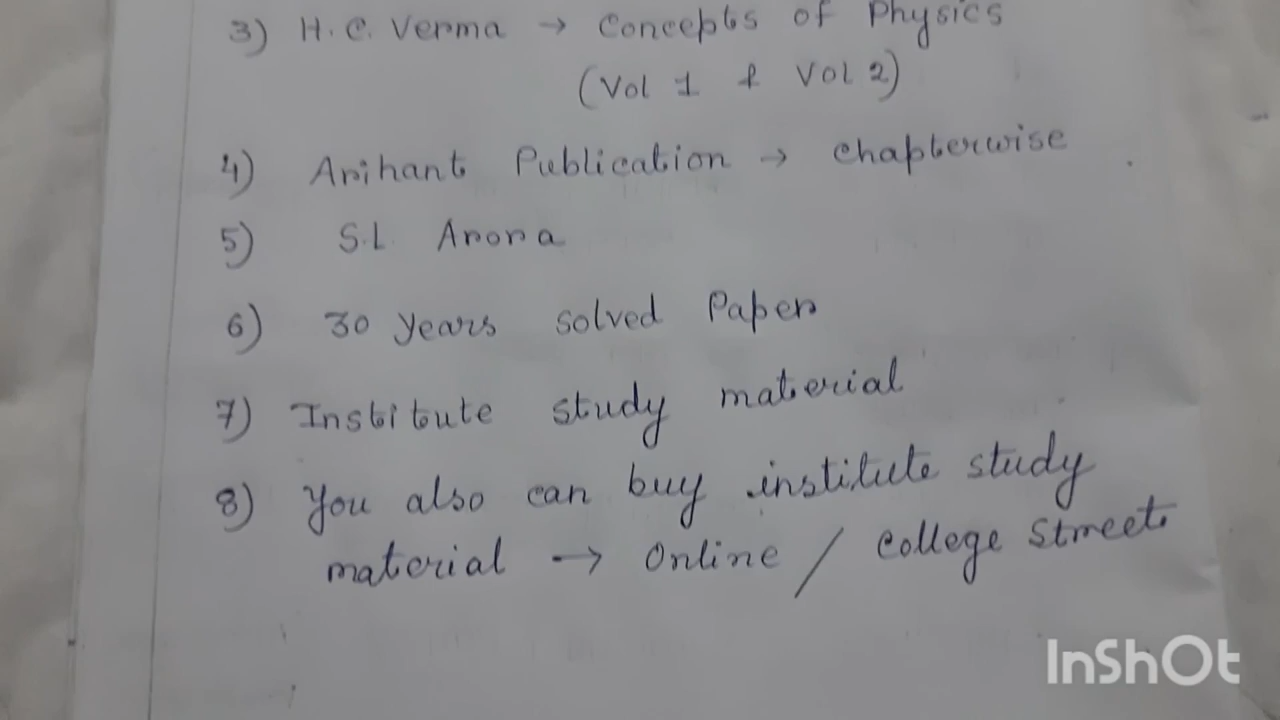 3) H.C. Verma → Concepts of Physics
(Vol 1 & Vol 2)
4) Arihant Publication → Chapterwise
5) S.L Arora
6) 30 years solved Paper
7) Institute study material
8) You also can buy institute study
material → Online / College Street
InShOt